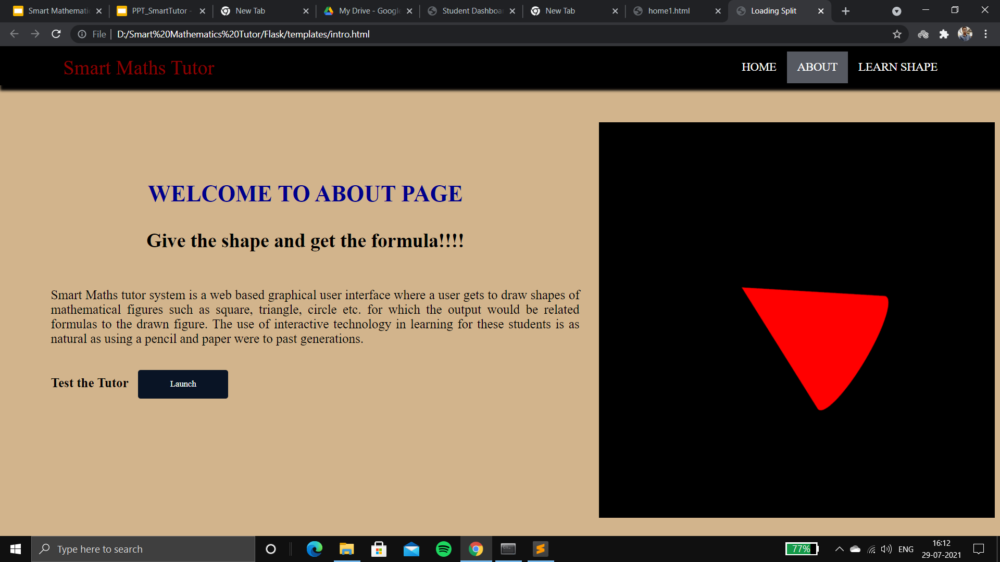 Smart Mathemati
PPT_SmartTutor -
New Tab
My Drive - Google
Student Dashboar
New Tab
home1.html
Loading Split
File
D:/Smart%20Mathematics%20Tutor/Flask/templates/intro.html
Smart Maths Tutor
HOME
ABOUT
LEARN SHAPE
WELCOME TO ABOUT PAGE
Give the shape and get the formula!!!!
Smart Maths tutor system is a web based graphical user interface where a user gets to draw shapes of
mathematical figures such as square, triangle, circle etc. for which the output would be related
formulas to the drawn figure. The use of interactive technology in learning for these students is as
natural as using a pencil and paper were to past generations.
Test the Tutor
Launch
Type here to search
77%
ENG
16:12
29-07-2021